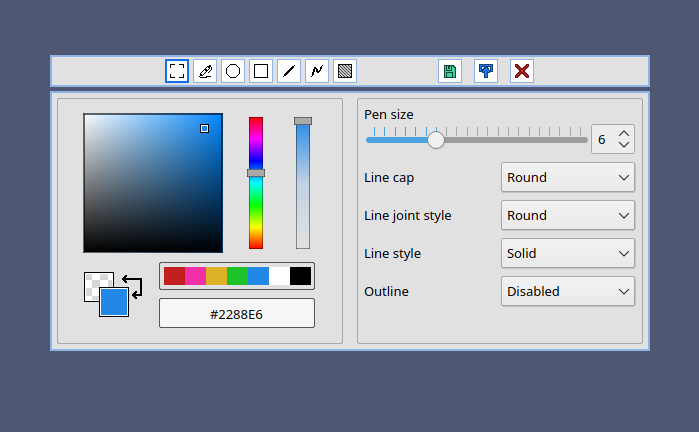 Pen size
6
Line cap
Round
Line joint style
Round
Line style
Solid
Outline
Disabled
#2288E6